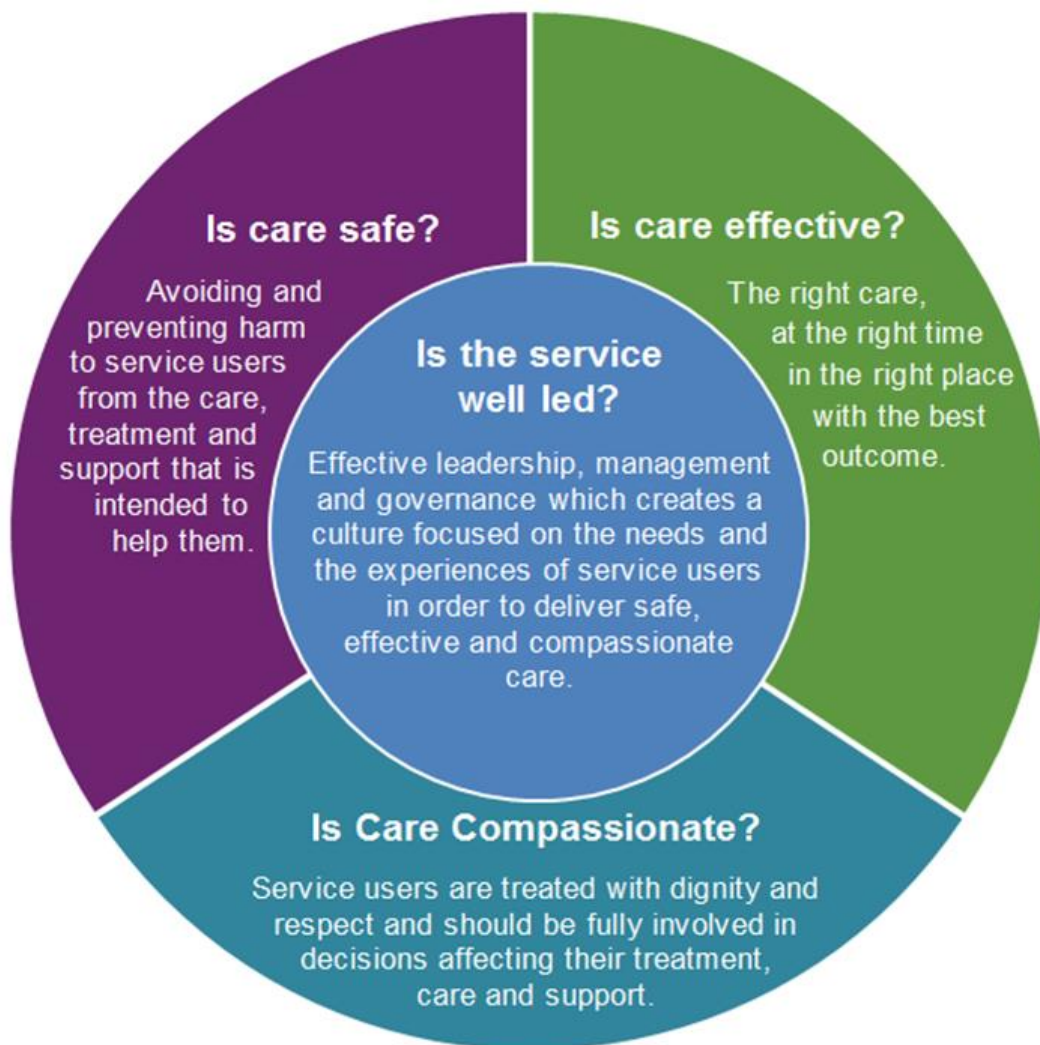 Is care safe?
Avoiding and
preventing harm
to service users
from the care,
treatment and
support that is
intended to
help them.
Is care effective?
The right care,
at the right time
in the right place
with the best
outcome.
Is the service
well led?
Effective leadership, management
and governance which creates a
culture focused on the needs and
the experiences of service users
in order to deliver safe,
effective and compassionate
care.
Is Care Compassionate?
Service users are treated with dignity and
respect and should be fully involved in
decisions affecting their treatment,
care and support.